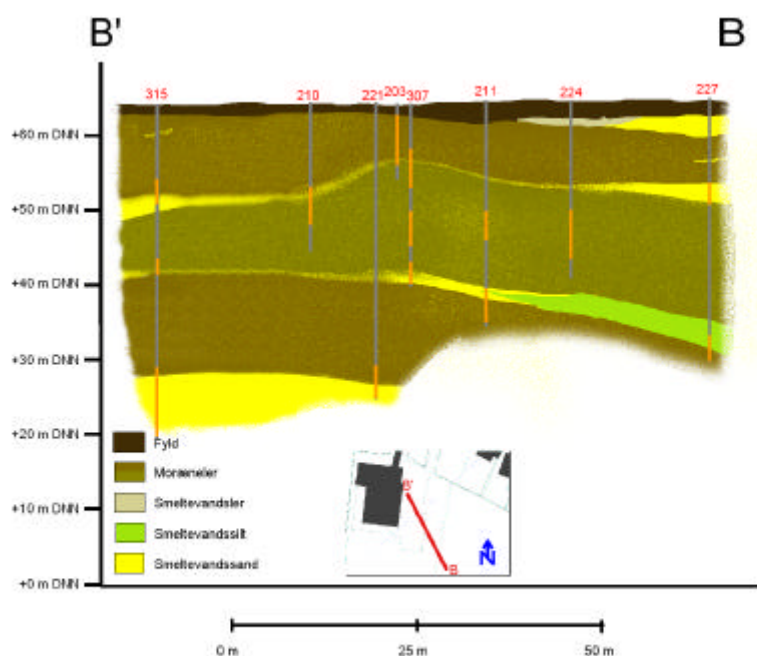 B' B
315 210 221 203 307 211 224 227
+60 m DNN
+50 m DNN
+40 m DNN
+30 m DNN
+20 m DNN
+10 m DNN
+0 m DNN
Fyld
Moræneler
Smeltevandsler
Smeltevandssilt
Smeltevandssand
B'
B
N
0 m 25 m 50 m